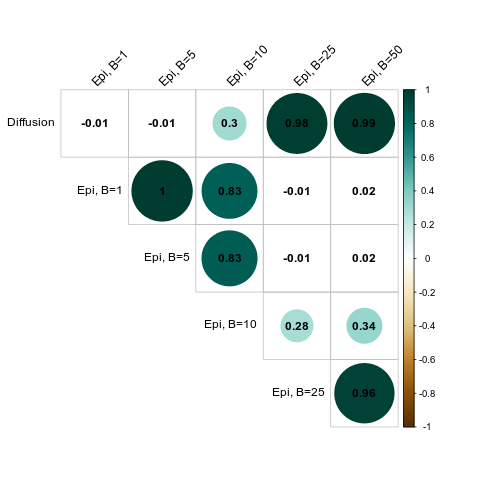 Epi, B=1 Epi, B=5 Epi, B=10 Epi, B=25 Epi, B=50
Diffusion -0.01 -0.01 0.3 0.98 0.99
Epi, B=1 1 0.83 -0.01 0.02
Epi, B=5 0.83 -0.01 0.02
Epi, B=10 0.28 0.34
Epi, B=25 0.96
1
0.8
0.6
0.4
0.2
0
-0.2
-0.4
-0.6
-0.8
-1